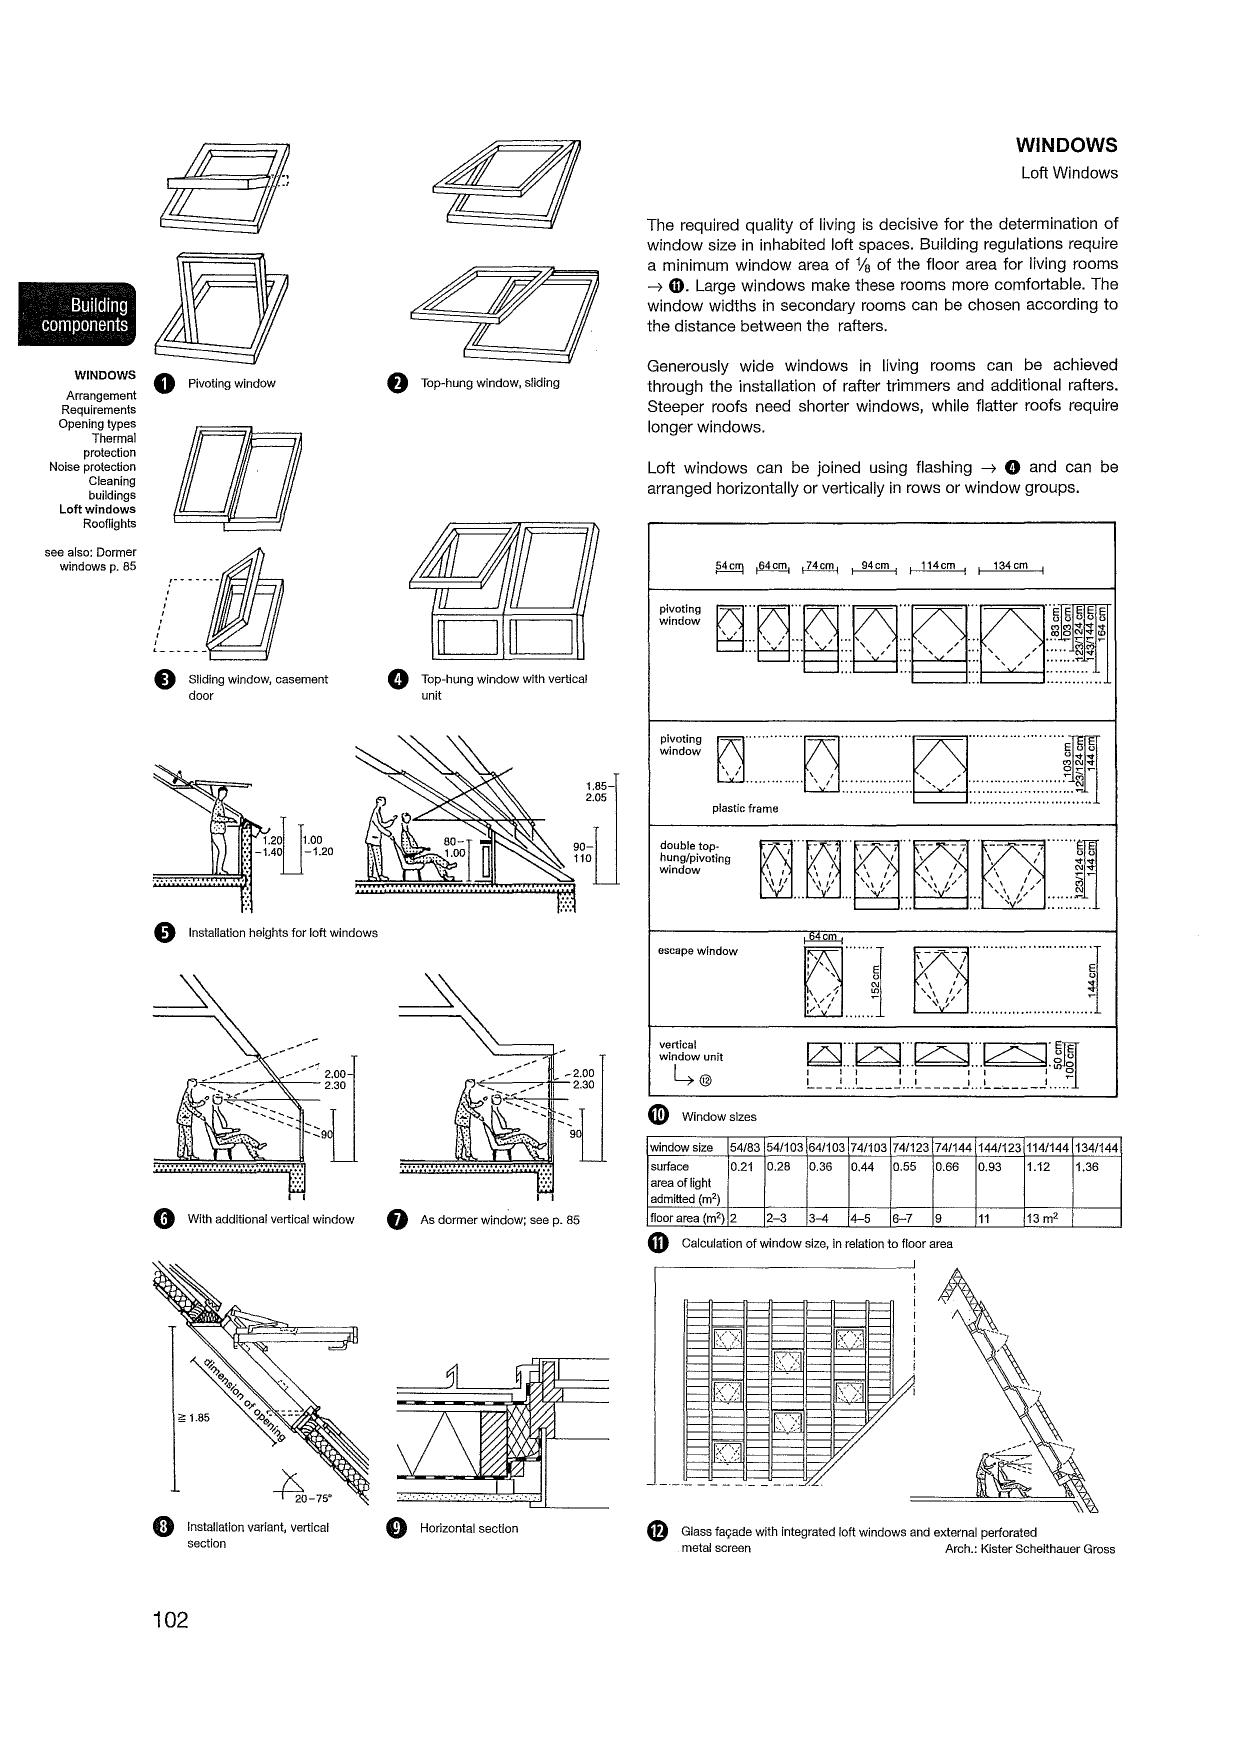 WINDOWS
Loft Windows
Building
components
WINDOWS
Arrangement
Requirements
Opening types
Thermal
protection
Noise protection
Cleaning
buildings
Loft windows
Rooflights
see also: Dormer
windows p. 85
1 Pivoting window
2 Top-hung window, sliding
3 Sliding window, casement
door
4 Top-hung window with vertical
unit
1.20
-1.40
1.00
-1.20
80-
1.00
90-
110
1.85-
2.05
5 Installation heights for loft windows
2.00-
2.30
90
2.00
2.30
90
6 With additional vertical window
7 As dormer window; see p. 85
dimension of opening
≧ 1.85
20-75°
8 Installation variant, vertical
section
9 Horizontal section
The required quality of living is decisive for the determination of
window size in inhabited loft spaces. Building regulations require
a minimum window area of ⅛ of the floor area for living rooms
→ 11. Large windows make these rooms more comfortable. The
window widths in secondary rooms can be chosen according to
the distance between the rafters.
Generously wide windows in living rooms can be achieved
through the installation of rafter trimmers and additional rafters.
Steeper roofs need shorter windows, while flatter roofs require
longer windows.
Loft windows can be joined using flashing → 4 and can be
arranged horizontally or vertically in rows or window groups.
54 cm 64 cm 74 cm 94 cm 114 cm 134 cm
pivoting
window
83 cm
103 cm
123/124 cm
143/144 cm
164 cm
pivoting
window
103 cm
123/124 cm
144 cm
plastic frame
double top-
hung/pivoting
window
123/124 cm
144 cm
64 cm
escape window
152 cm
144 cm
vertical
window unit
→ 12
50 cm
100 cm
10 Window sizes
window size 54/83 54/103 64/103 74/103 74/123 74/144 144/123 114/144 134/144
surface 0.21 0.28 0.36 0.44 0.55 0.66 0.93 1.12 1.36
area of light
admitted (m²)
floor area (m²) 2 2–3 3–4 4–5 6–7 9 11 13 m²
11 Calculation of window size, in relation to floor area
12 Glass façade with integrated loft windows and external perforated
metal screen Arch.: Kister Scheithauer Gross
102